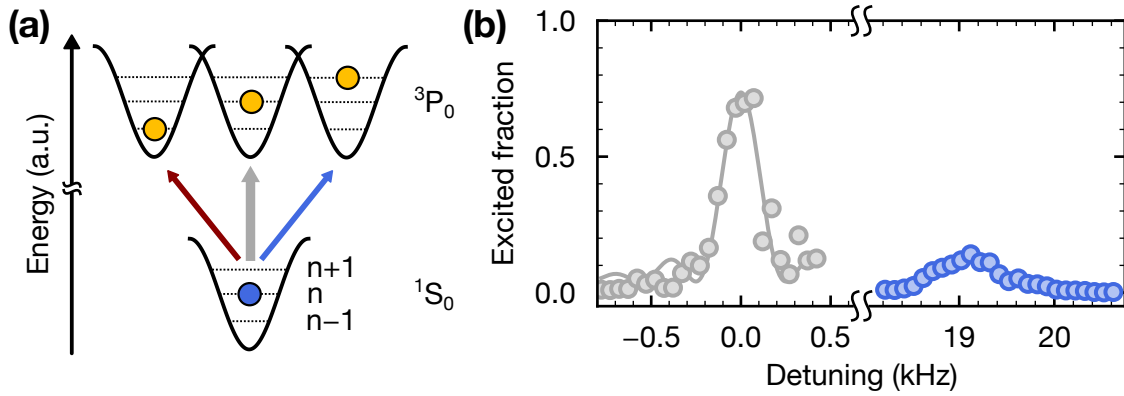 (a)
Energy (a.u.)
³P₀
n+1
n
n−1
¹S₀
(b)
Excited fraction
1.0
0.5
0.0
−0.5
0.0
0.5
19
20
Detuning (kHz)